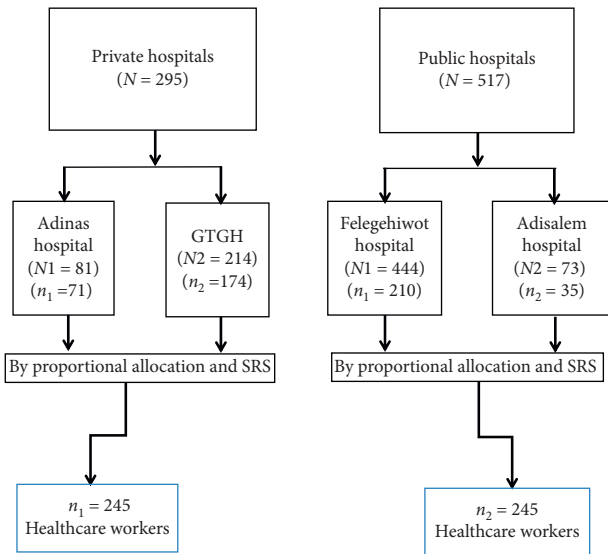 Private hospitals
(N = 295)
Public hospitals
(N = 517)
Adinas
hospital
(N1 = 81)
(n₁ =71)
GTGH
(N2 = 214)
(n₂ =174)
Felegehiwot
hospital
(N1 = 444)
(n₁ = 210)
Adisalem
hospital
(N2 = 73)
(n₂ = 35)
By proportional allocation and SRS
By proportional allocation and SRS
n₁ = 245
Healthcare workers
n₂ = 245
Healthcare workers